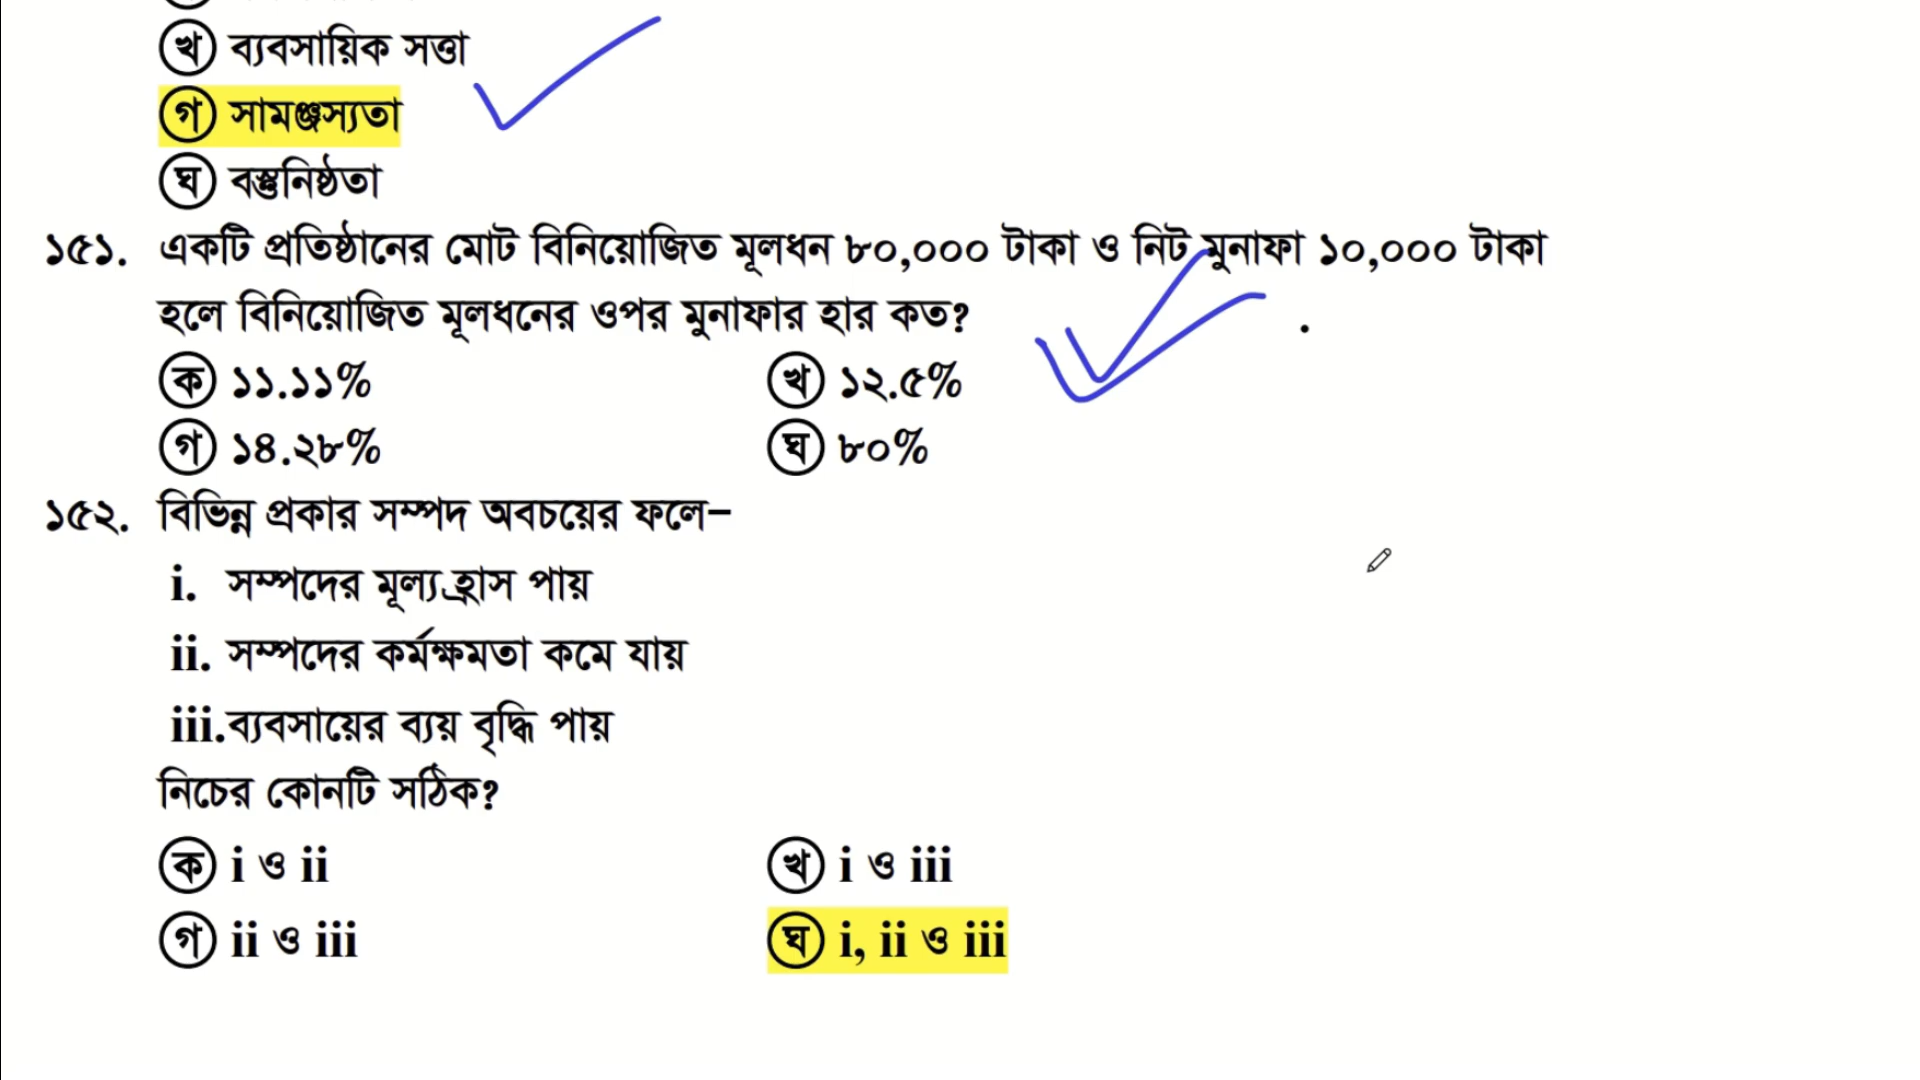 খ ব্যবসায়িক সত্তা
গ সামঞ্জস্যতা
ঘ বস্তুনিষ্ঠতা
১৫১. একটি প্রতিষ্ঠানের মোট বিনিয়োজিত মূলধন ৮০,০০০ টাকা ও নিট মুনাফা ১০,০০০ টাকা
হলে বিনিয়োজিত মূলধনের ওপর মুনাফার হার কত?
ক ১১.১১% খ ১২.৫%
গ ১৪.২৮% ঘ ৮০%
১৫২. বিভিন্ন প্রকার সম্পদ অবচয়ের ফলে–
i. সম্পদের মূল্য হ্রাস পায়
ii. সম্পদের কর্মক্ষমতা কমে যায়
iii.ব্যবসায়ের ব্যয় বৃদ্ধি পায়
নিচের কোনটি সঠিক?
ক i ও ii খ i ও iii
গ ii ও iii ঘ i, ii ও iii